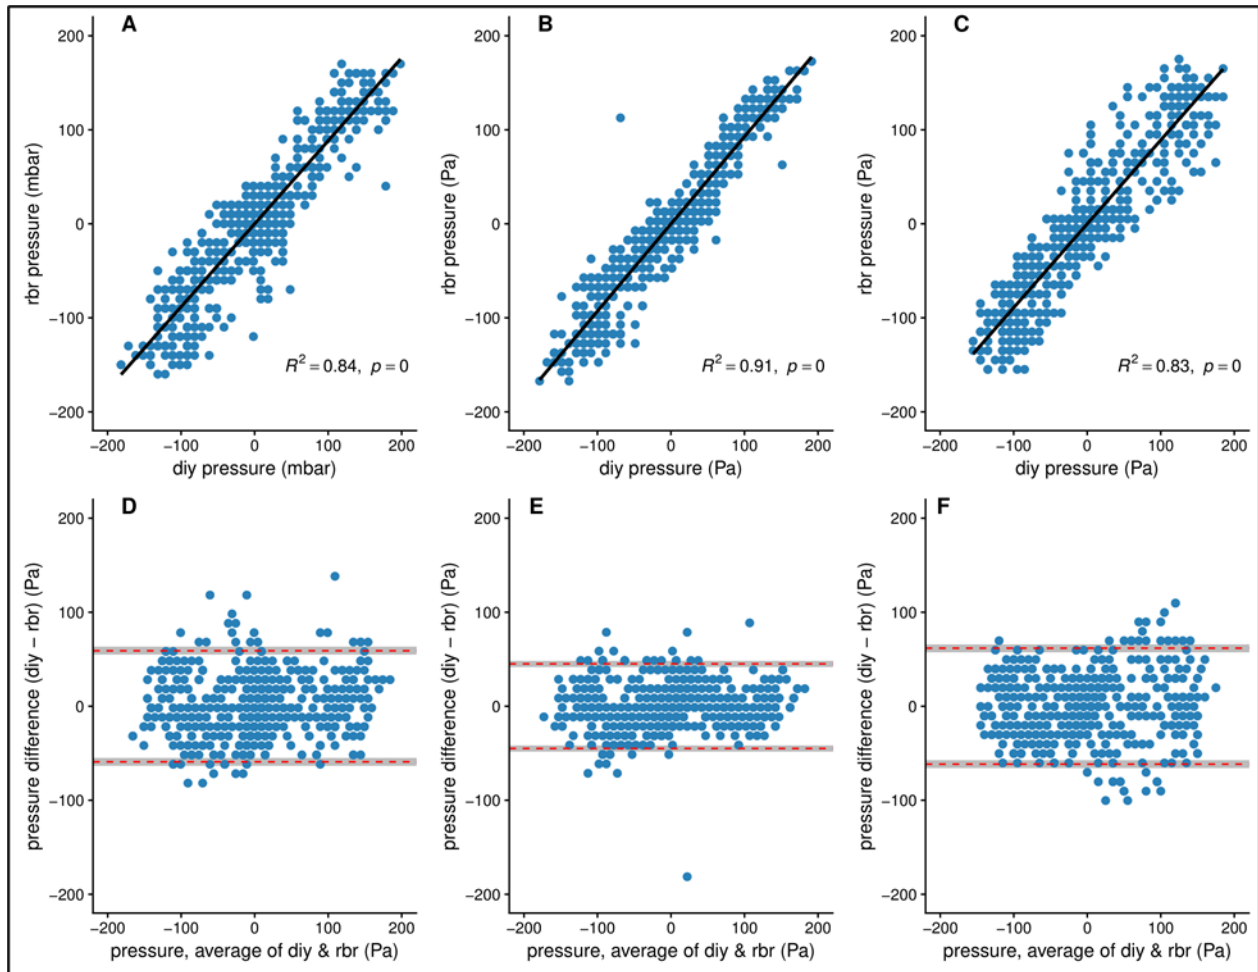 A
B
C
200
100
0
−100
−200
rbr pressure (mbar)
R² = 0.84, p = 0
−200 −100 0 100 200
diy pressure (mbar)
200
100
0
−100
−200
rbr pressure (Pa)
R² = 0.91, p = 0
−200 −100 0 100 200
diy pressure (Pa)
200
100
0
−100
−200
rbr pressure (Pa)
R² = 0.83, p = 0
−200 −100 0 100 200
diy pressure (Pa)
D
E
F
200
100
0
−100
−200
pressure difference (diy − rbr) (Pa)
−200 −100 0 100 200
pressure, average of diy & rbr (Pa)
200
100
0
−100
−200
pressure difference (diy − rbr) (Pa)
−200 −100 0 100 200
pressure, average of diy & rbr (Pa)
200
100
0
−100
−200
pressure difference (diy − rbr) (Pa)
−200 −100 0 100 200
pressure, average of diy & rbr (Pa)